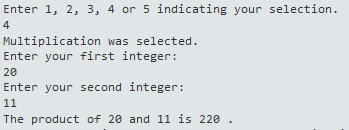 Enter 1, 2, 3, 4 or 5 indicating your selection.
4
Multiplication was selected.
Enter your first integer:
20
Enter your second integer:
11
The product of 20 and 11 is 220 .